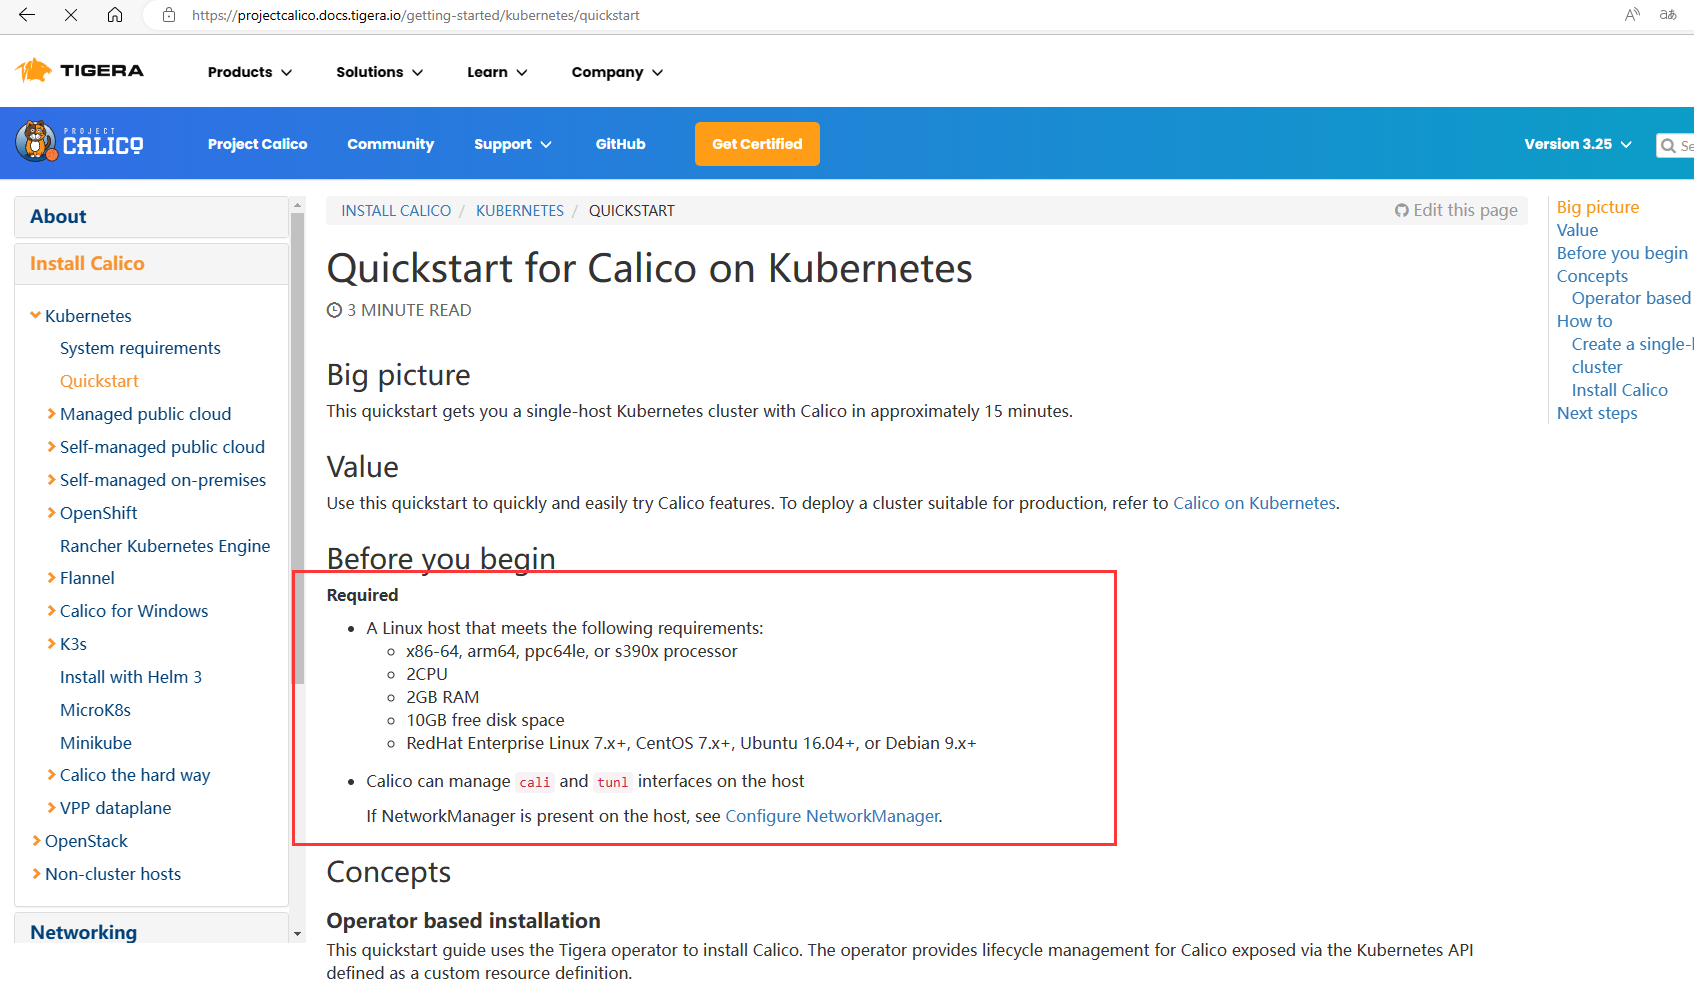 https://projectcalico.docs.tigera.io/getting-started/kubernetes/quickstart
TIGERA
Products
Solutions
Learn
Company
PROJECT
CALICO
Project Calico
Community
Support
GitHub
Get Certified
Version 3.25
Se
About
Install Calico
Kubernetes
System requirements
Quickstart
Managed public cloud
Self-managed public cloud
Self-managed on-premises
OpenShift
Rancher Kubernetes Engine
Flannel
Calico for Windows
K3s
Install with Helm 3
MicroK8s
Minikube
Calico the hard way
VPP dataplane
OpenStack
Non-cluster hosts
Networking
INSTALL CALICO / KUBERNETES / QUICKSTART
Edit this page
Quickstart for Calico on Kubernetes
3 MINUTE READ
Big picture
This quickstart gets you a single-host Kubernetes cluster with Calico in approximately 15 minutes.
Value
Use this quickstart to quickly and easily try Calico features. To deploy a cluster suitable for production, refer to Calico on Kubernetes.
Before you begin
Required
• A Linux host that meets the following requirements:
◦ x86-64, arm64, ppc64le, or s390x processor
◦ 2CPU
◦ 2GB RAM
◦ 10GB free disk space
◦ RedHat Enterprise Linux 7.x+, CentOS 7.x+, Ubuntu 16.04+, or Debian 9.x+
• Calico can manage cali and tunl interfaces on the host
If NetworkManager is present on the host, see Configure NetworkManager.
Concepts
Operator based installation
This quickstart guide uses the Tigera operator to install Calico. The operator provides lifecycle management for Calico exposed via the Kubernetes API
defined as a custom resource definition.
Big picture
Value
Before you begin
Concepts
Operator based
How to
Create a single-
cluster
Install Calico
Next steps